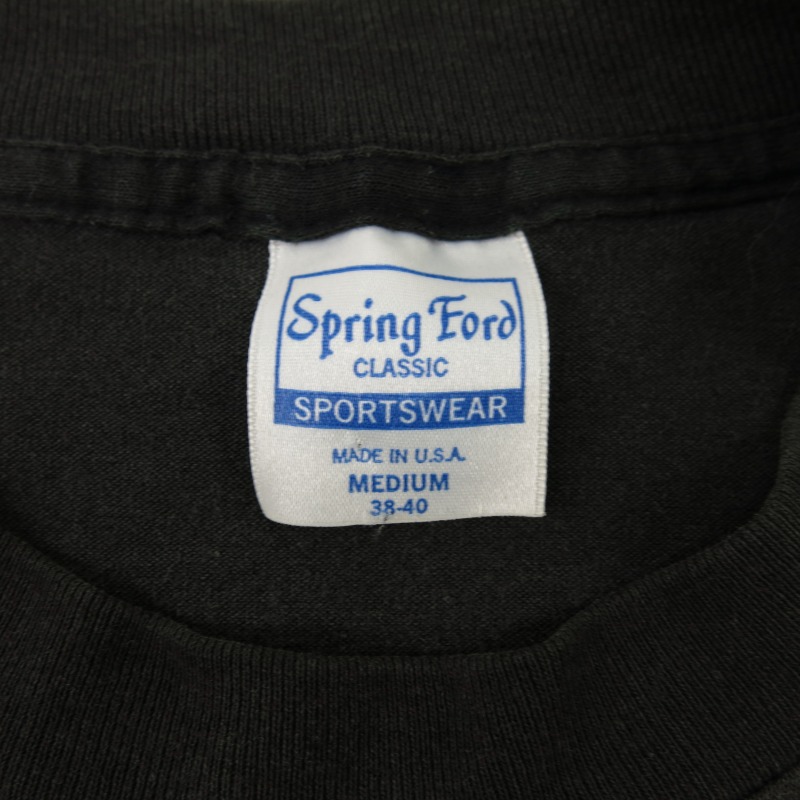 Spring Ford
CLASSIC
SPORTSWEAR
MADE IN U.S.A.
MEDIUM
38-40